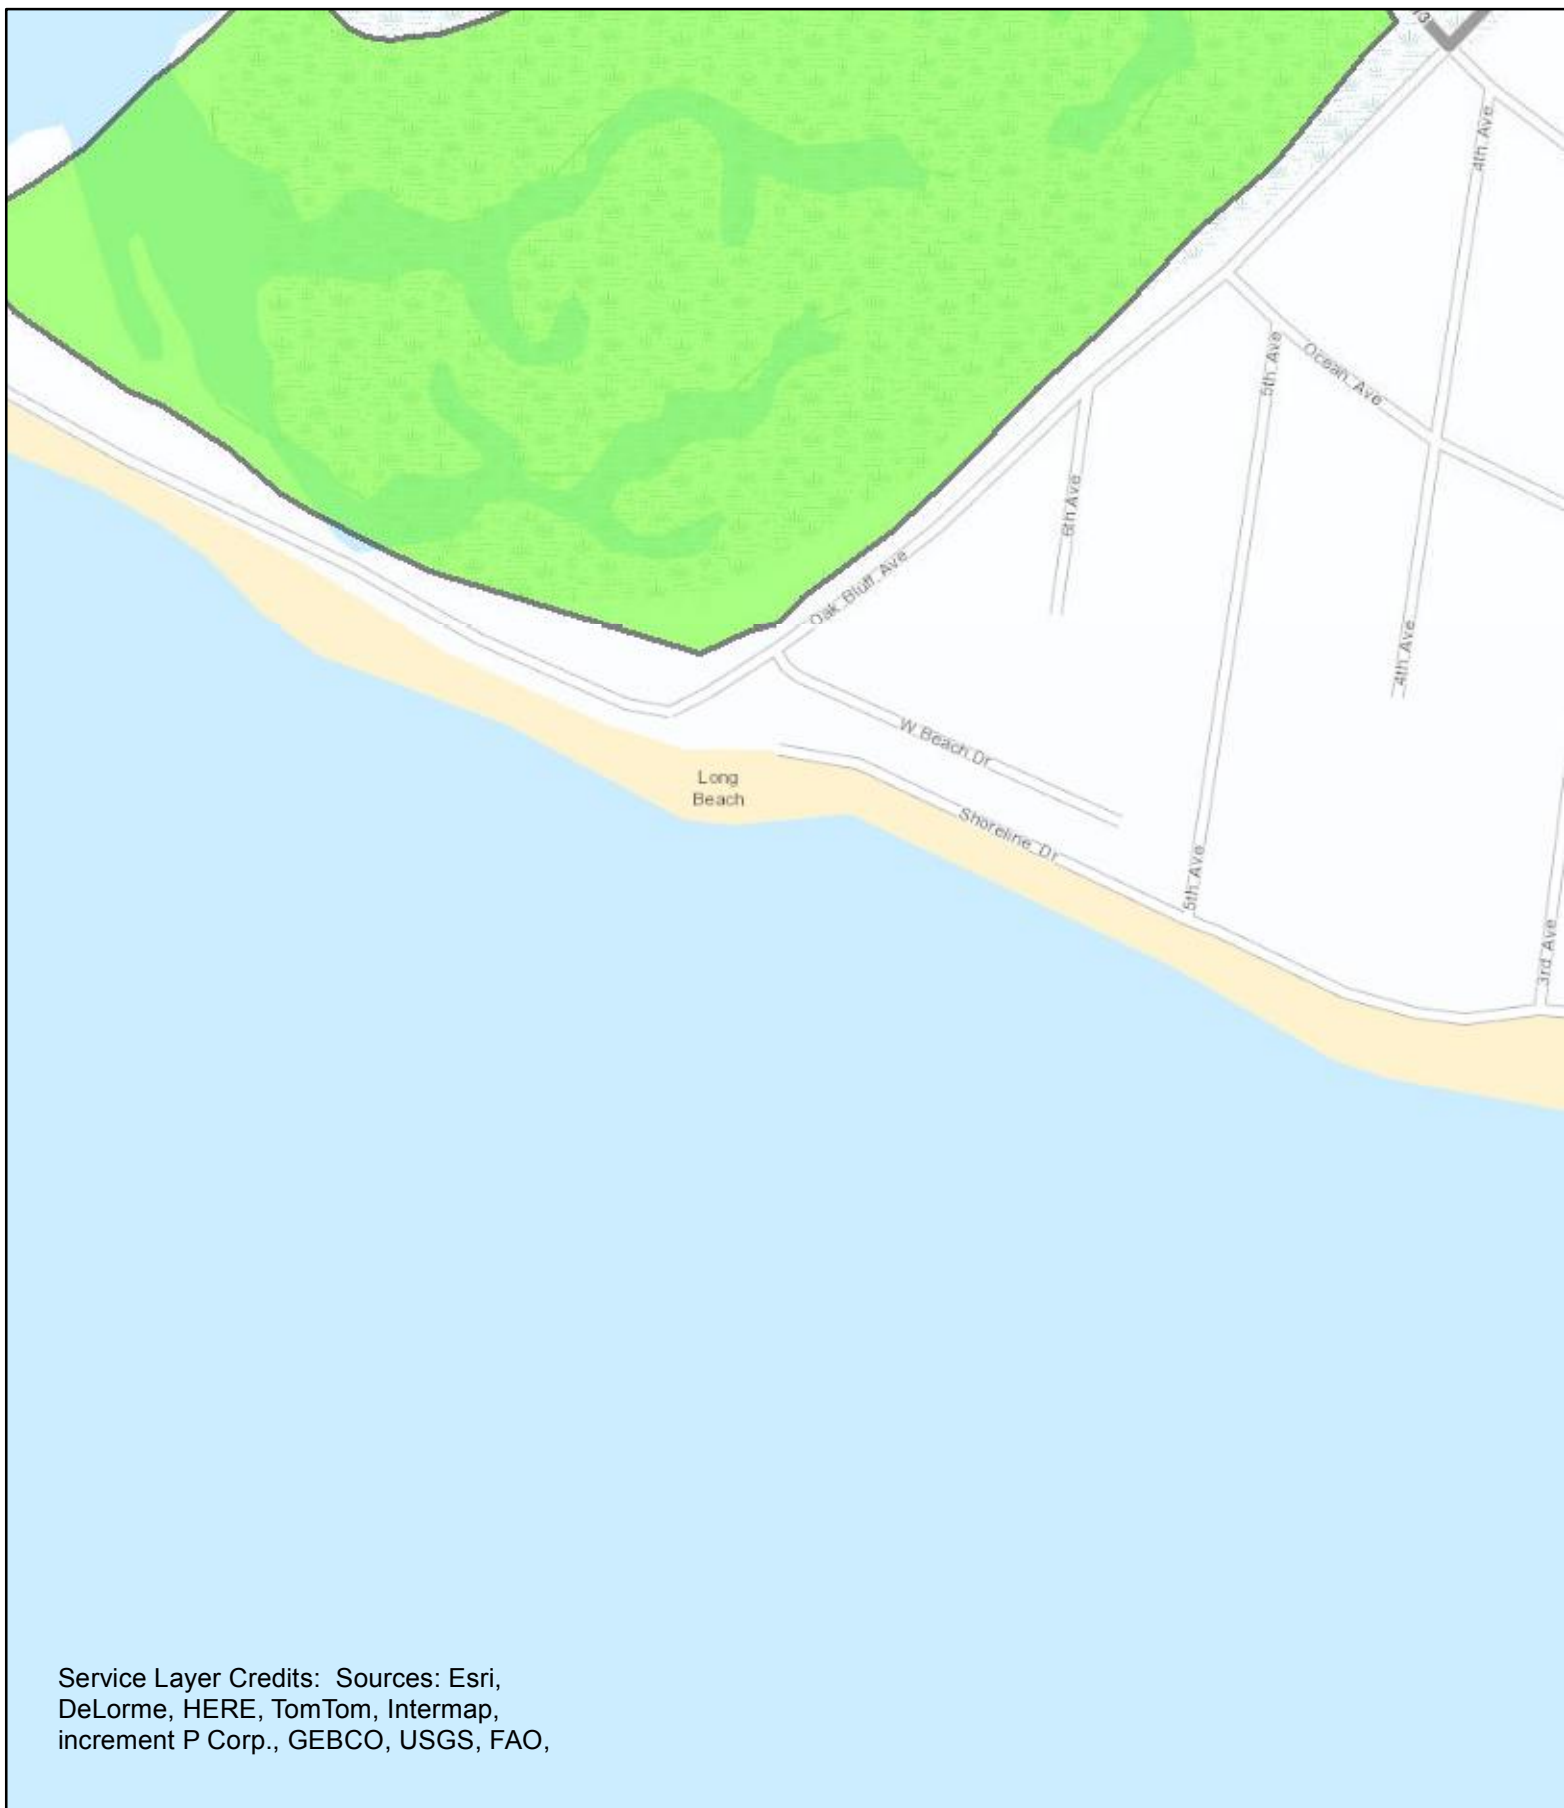 4th Ave
5th Ave
Ocean Ave
6th Ave
Oak Bluff Ave
4th Ave
W Beach Dr
Long
Beach
Shoreline Dr
5th Ave
3rd Ave
Service Layer Credits: Sources: Esri,
DeLorme, HERE, TomTom, Intermap,
increment P Corp., GEBCO, USGS, FAO,